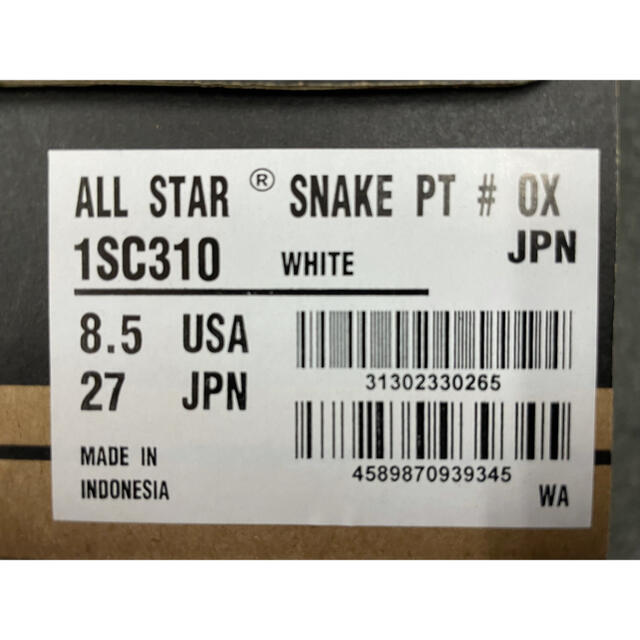 ALL STAR ® SNAKE PT # OX
1SC310 WHITE JPN
8.5 USA
27 JPN
31302330265
MADE IN
INDONESIA
4589870939345
WA